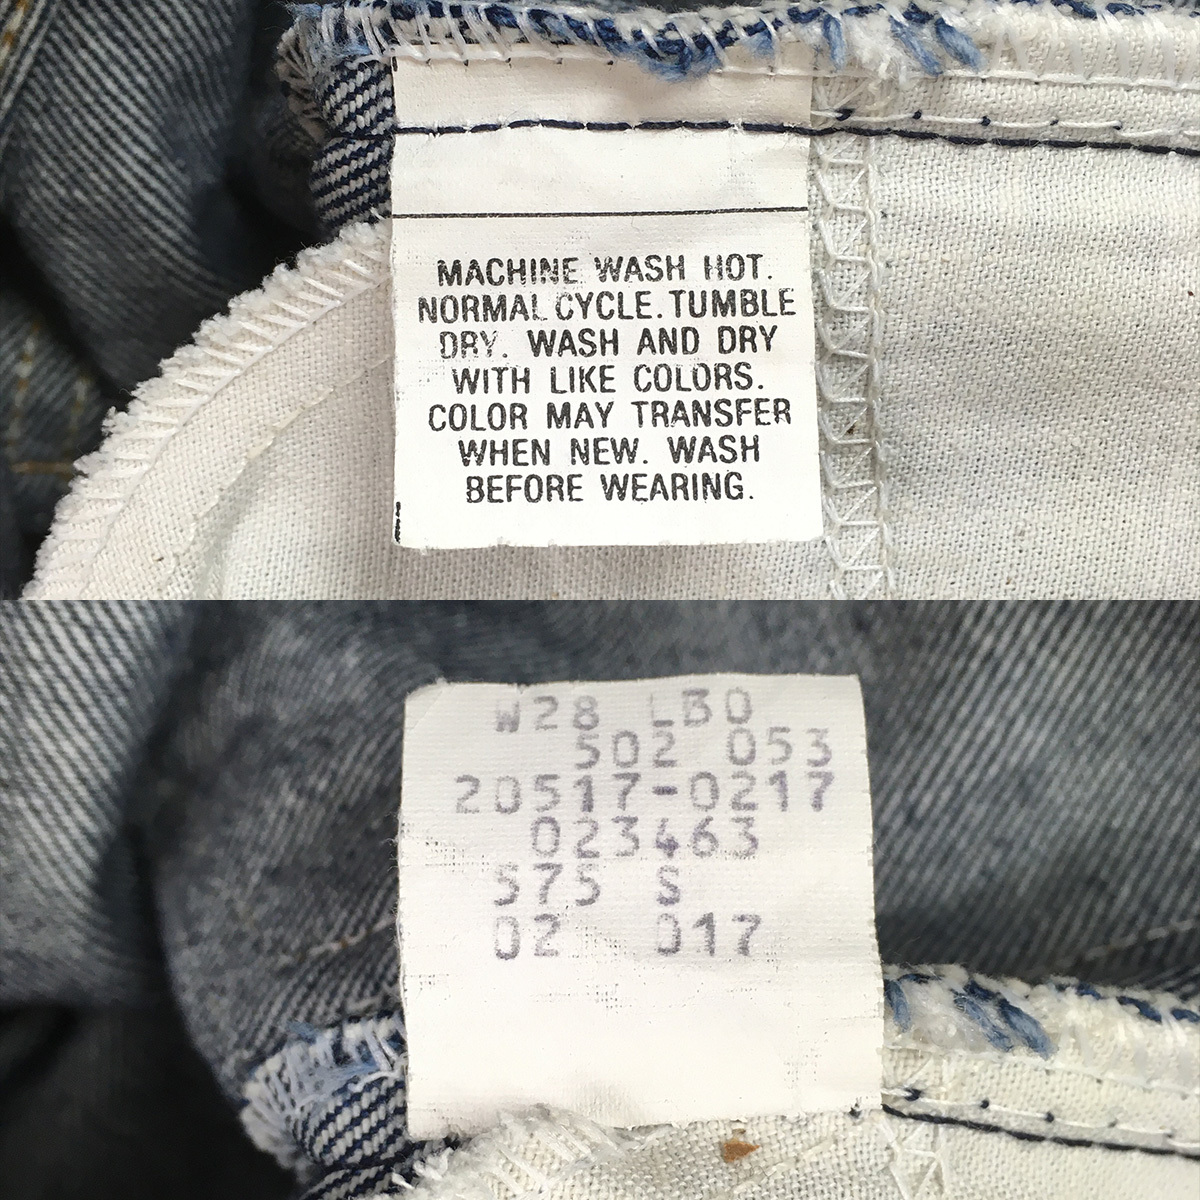 MACHINE WASH HOT.
NORMAL CYCLE. TUMBLE
DRY. WASH AND DRY
WITH LIKE COLORS.
COLOR MAY TRANSFER
WHEN NEW. WASH
BEFORE WEARING.
W28 L30
502 053
20517-0217
023463
575 S
02 017